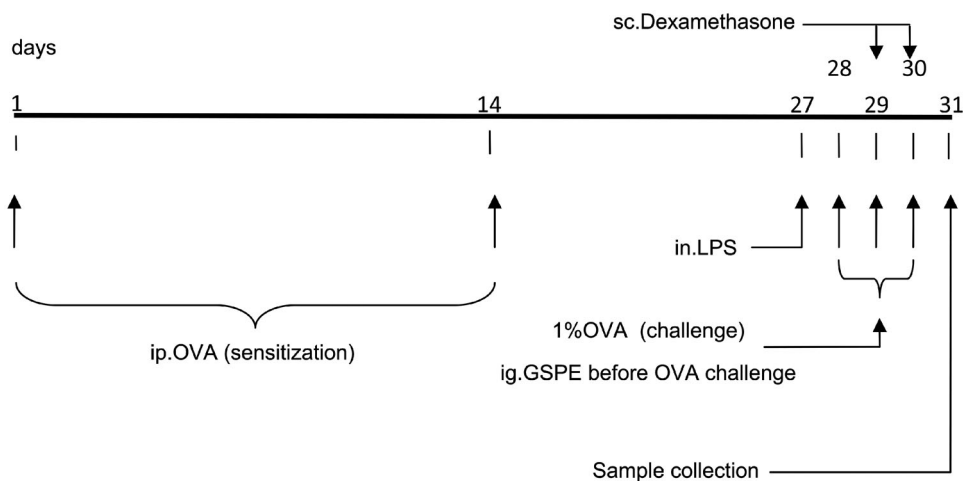 sc.Dexamethasone
days
28 30
1 14 27 29 31
in.LPS
1%OVA (challenge)
ip.OVA (sensitization)
ig.GSPE before OVA challenge
Sample collection